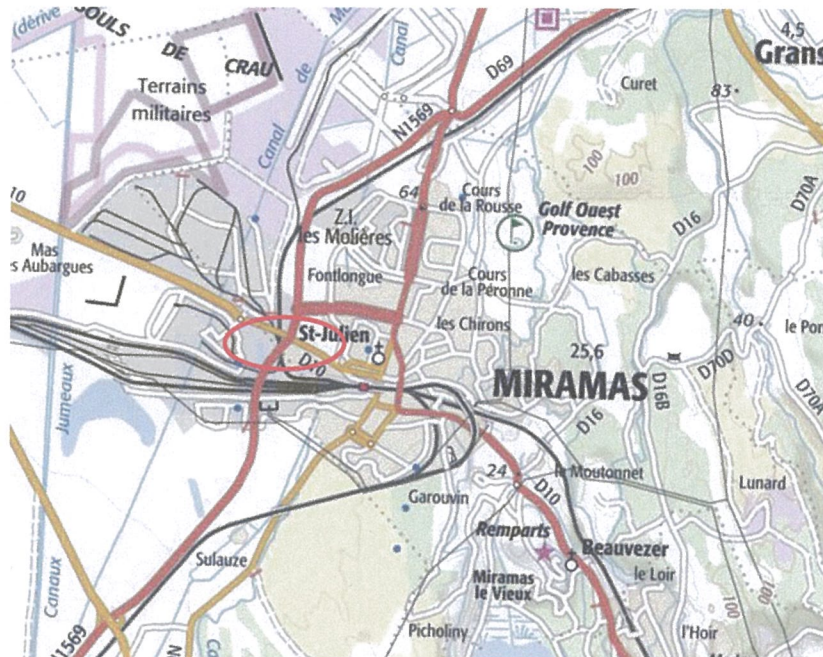 (dérive
DE
CRAU
Terrains
militaires
Canal
de
Canal
N1569
D69
4,5
Grans
Curet
83
100
100
64
Cours
de la Rousse
Golf Ouest
Provence
D16
D70A
Z.I.
les Molières
Mas
s Aubargues
Fontlongue
Cours
de la Péronne
les Cabasses
les Chirons
St-Julien
D10
40
le Por
25,6
MIRAMAS
D16B
D70D
D70A
D16
Jumeaux
24
le Moutonnet
D10
Lunard
Garouvin
Remparts
Beauvezer
Sulauze
le Loir
Miramas
le Vieux
100
100
Canaux
Picholiny
l'Hoir
N1569